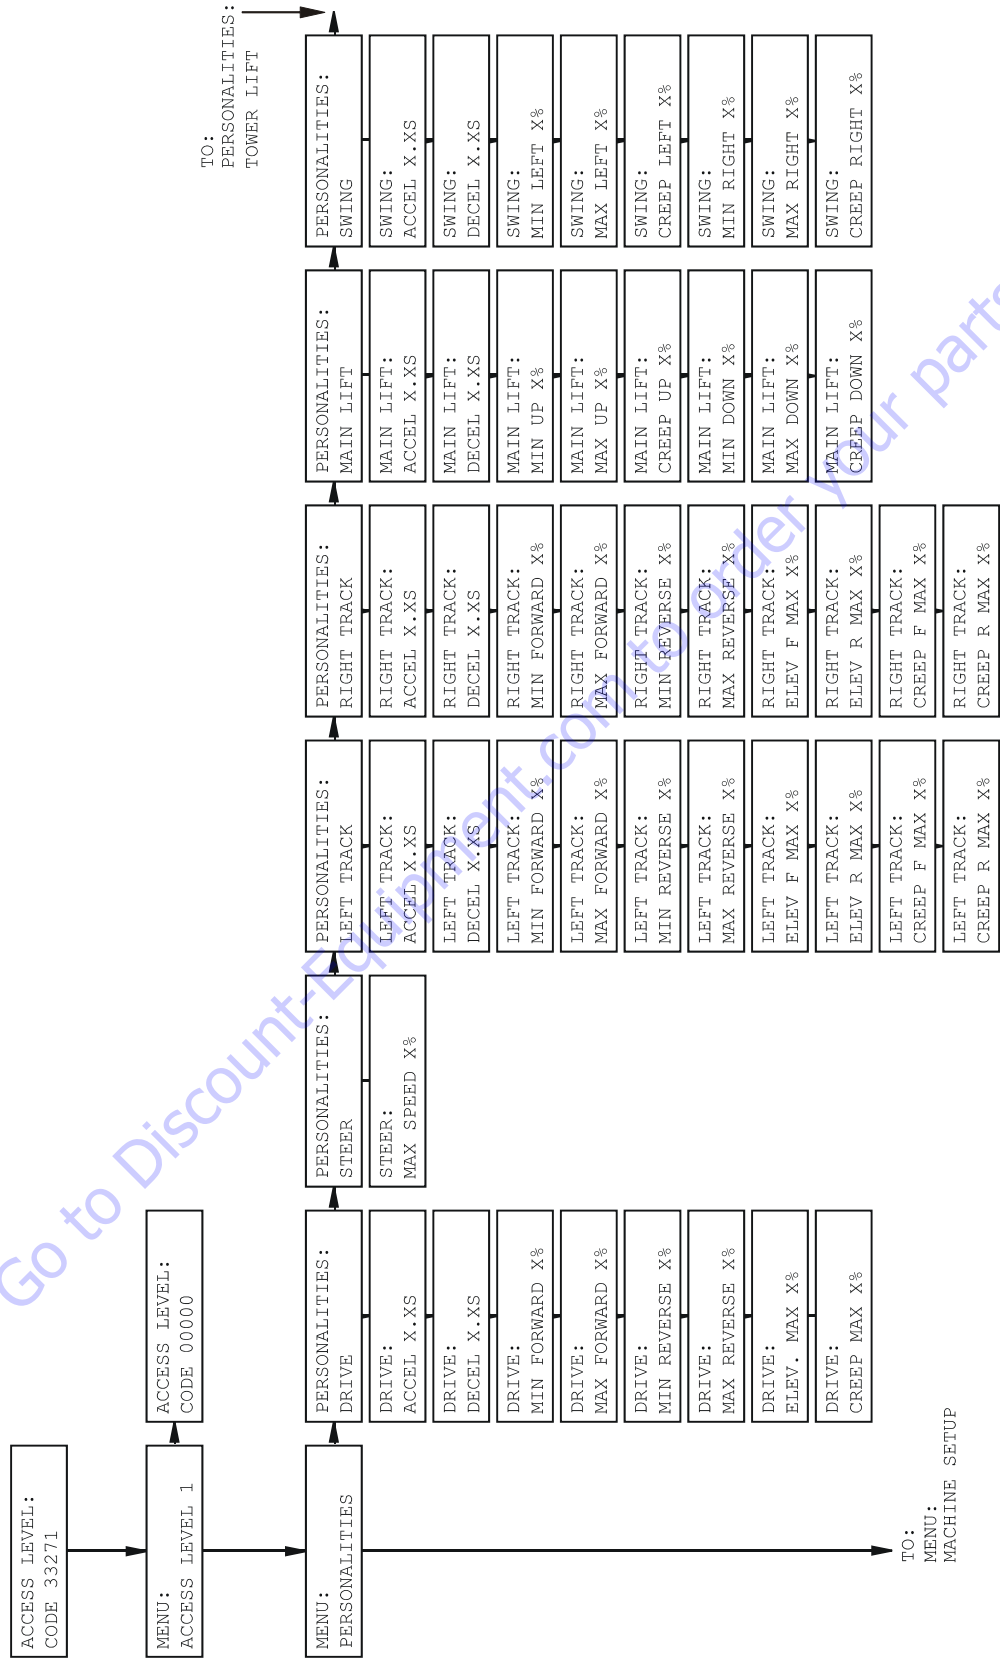 ACCESS LEVEL:
CODE 33271
MENU:
ACCESS LEVEL 1
ACCESS LEVEL:
CODE 00000
MENU:
PERSONALITIES
TO:
MENU:
MACHINE SETUP
PERSONALITIES:
DRIVE
DRIVE:
ACCEL X.XS
DRIVE:
DECEL X.XS
DRIVE:
MIN FORWARD X%
DRIVE:
MAX FORWARD X%
DRIVE:
MIN REVERSE X%
DRIVE:
MAX REVERSE X%
DRIVE:
ELEV. MAX X%
DRIVE:
CREEP MAX X%
PERSONALITIES:
STEER
STEER:
MAX SPEED X%
PERSONALITIES:
LEFT TRACK
LEFT TRACK:
ACCEL X.XS
LEFT TRACK:
DECEL X.XS
LEFT TRACK:
MIN FORWARD X%
LEFT TRACK:
MAX FORWARD X%
LEFT TRACK:
MIN REVERSE X%
LEFT TRACK:
MAX REVERSE X%
LEFT TRACK:
ELEV F MAX X%
LEFT TRACK:
ELEV R MAX X%
LEFT TRACK:
CREEP F MAX X%
LEFT TRACK:
CREEP R MAX X%
PERSONALITIES:
RIGHT TRACK
RIGHT TRACK:
ACCEL X.XS
RIGHT TRACK:
DECEL X.XS
RIGHT TRACK:
MIN FORWARD X%
RIGHT TRACK:
MAX FORWARD X%
RIGHT TRACK:
MIN REVERSE X%
RIGHT TRACK:
MAX REVERSE X%
RIGHT TRACK:
ELEV F MAX X%
RIGHT TRACK:
ELEV R MAX X%
RIGHT TRACK:
CREEP F MAX X%
RIGHT TRACK:
CREEP R MAX X%
PERSONALITIES:
MAIN LIFT
MAIN LIFT:
ACCEL X.XS
MAIN LIFT:
DECEL X.XS
MAIN LIFT:
MIN UP X%
MAIN LIFT:
MAX UP X%
MAIN LIFT:
CREEP UP X%
MAIN LIFT:
MIN DOWN X%
MAIN LIFT:
MAX DOWN X%
MAIN LIFT:
CREEP DOWN X%
PERSONALITIES:
SWING
SWING:
ACCEL X.XS
SWING:
DECEL X.XS
SWING:
MIN LEFT X%
SWING:
MAX LEFT X%
SWING:
CREEP LEFT X%
SWING:
MIN RIGHT X%
SWING:
MAX RIGHT X%
SWING:
CREEP RIGHT X%
TO:
PERSONALITIES:
TOWER LIFT
Go to Discount-Equipment.com to order your parts